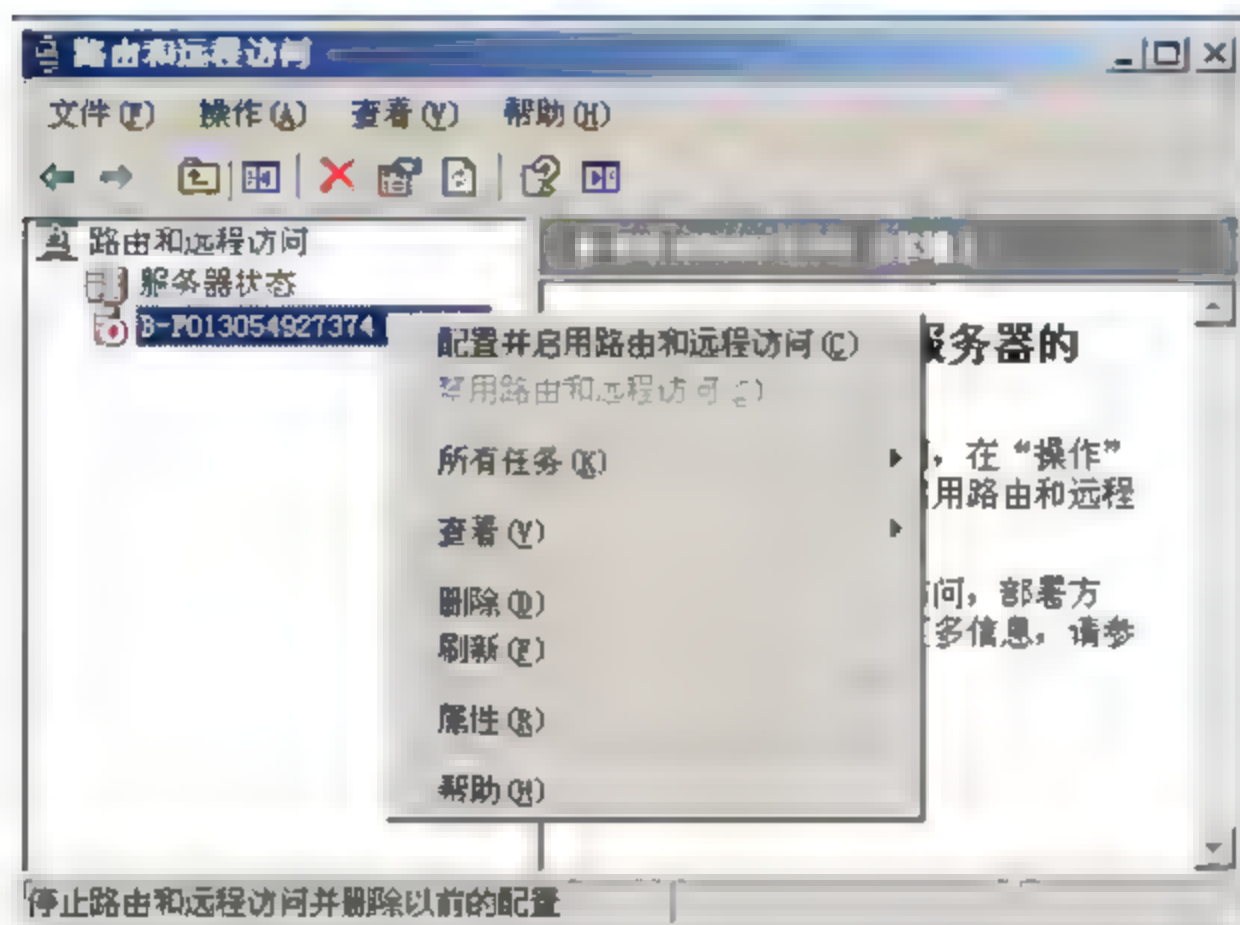 路由和远程访问
文件(F) 操作(A) 查看(V) 帮助(H)
路由和远程访问
服务器状态
配置并启用路由和远程访问(C)
服务器的
禁用路由和远程访问
所有任务(K)
,在“操作”
用路由和远程
查看(V)
删除(D)
问,部署方
刷新(F)
多信息,请参
属性(R)
帮助(H)
停止路由和远程访问并删除以前的配置